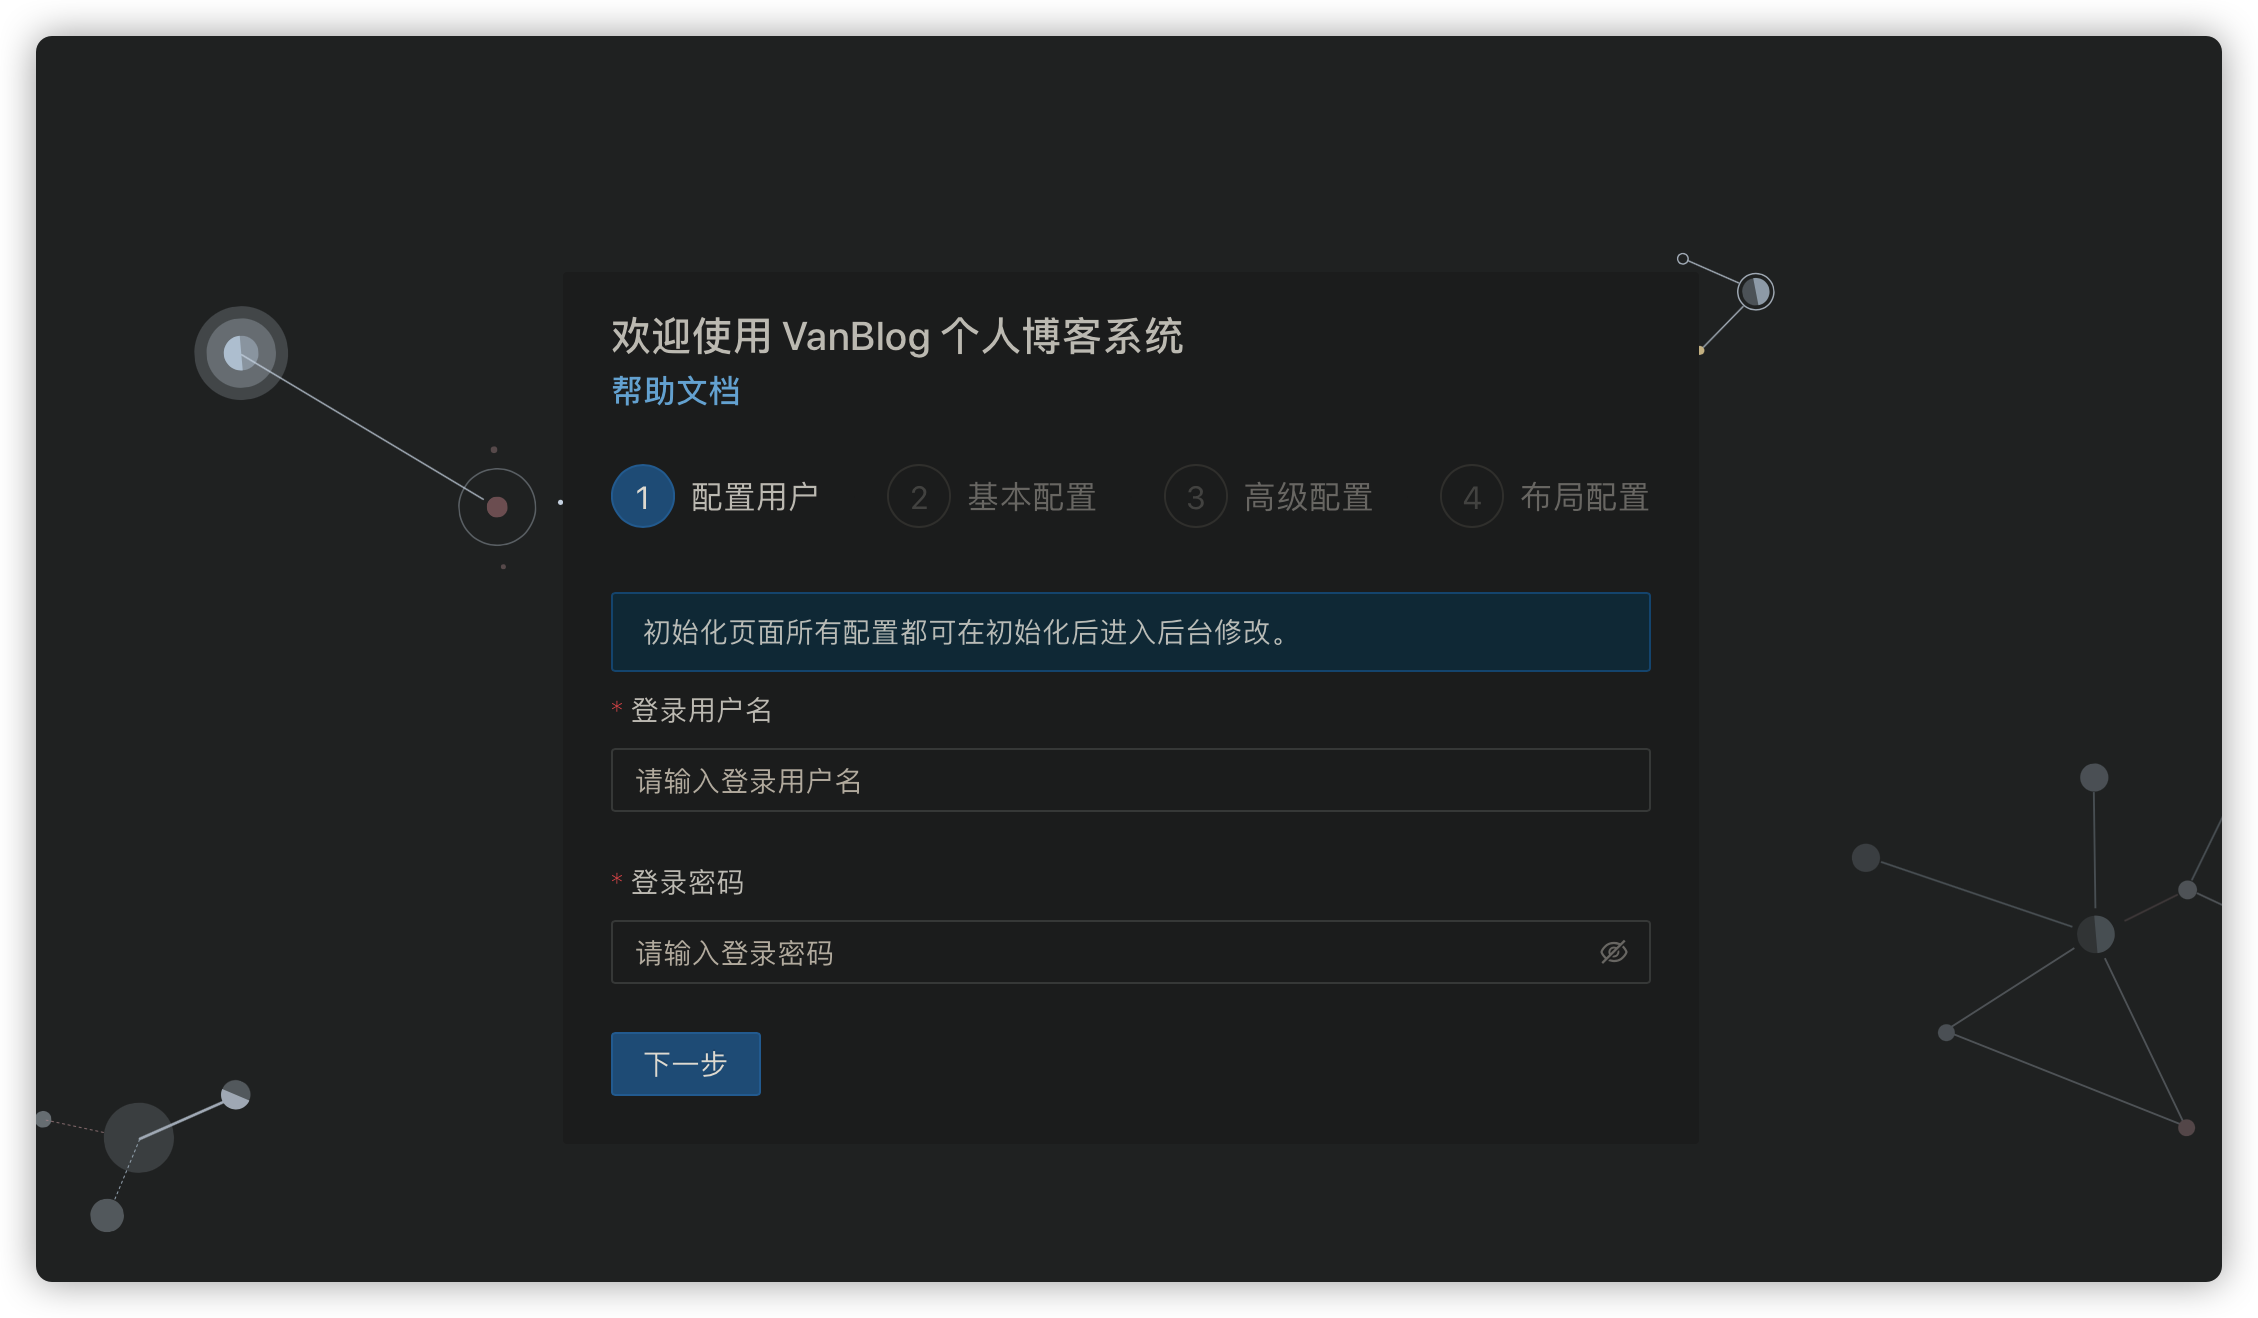 欢迎使用 VanBlog 个人博客系统
帮助文档
1 配置用户 2 基本配置 3 高级配置 4 布局配置
初始化页面所有配置都可在初始化后进入后台修改。
* 登录用户名
请输入登录用户名
* 登录密码
请输入登录密码
下一步